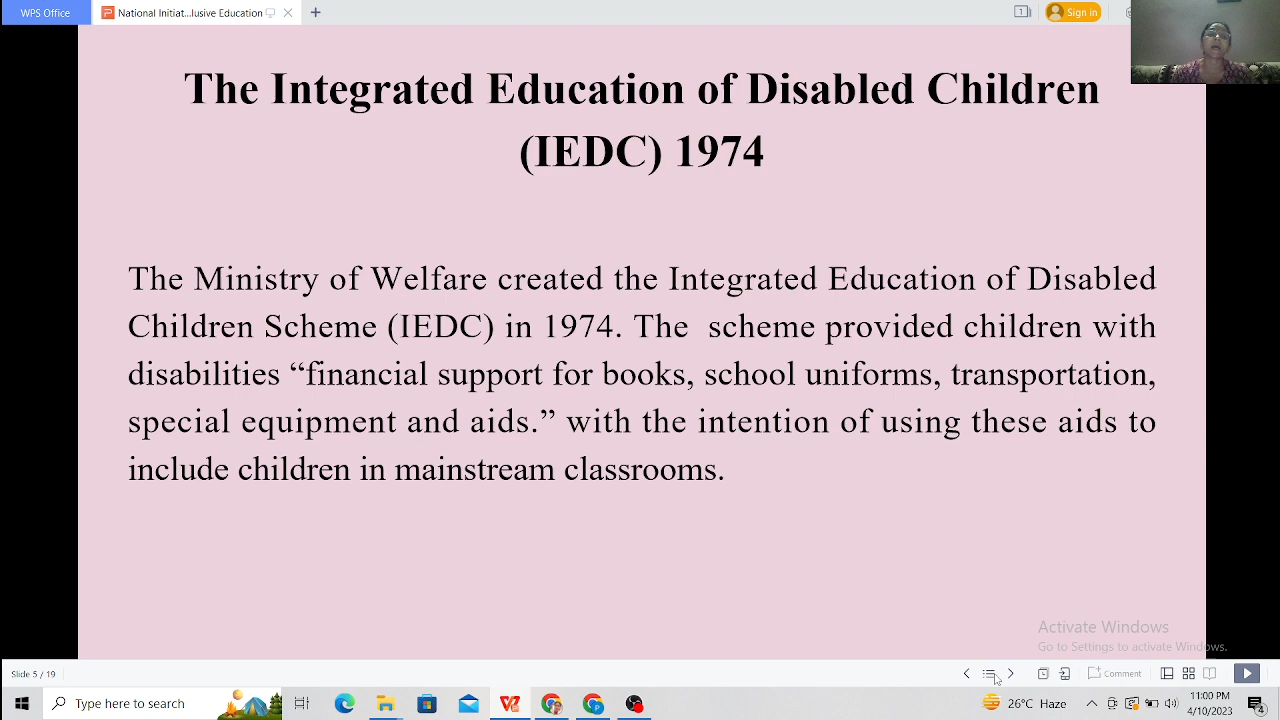 WPS Office
National Initiat...lusive Education
1
Sign in
The Integrated Education of Disabled Children
(IEDC) 1974
The Ministry of Welfare created the Integrated Education of Disabled
Children Scheme (IEDC) in 1974. The scheme provided children with
disabilities “financial support for books, school uniforms, transportation,
special equipment and aids.” with the intention of using these aids to
include children in mainstream classrooms.
Activate Windows
Go to Settings to activate Windows.
Slide 5 / 19
Comment
Type here to search
26°C Haze
11:00 PM
4/10/2023
4